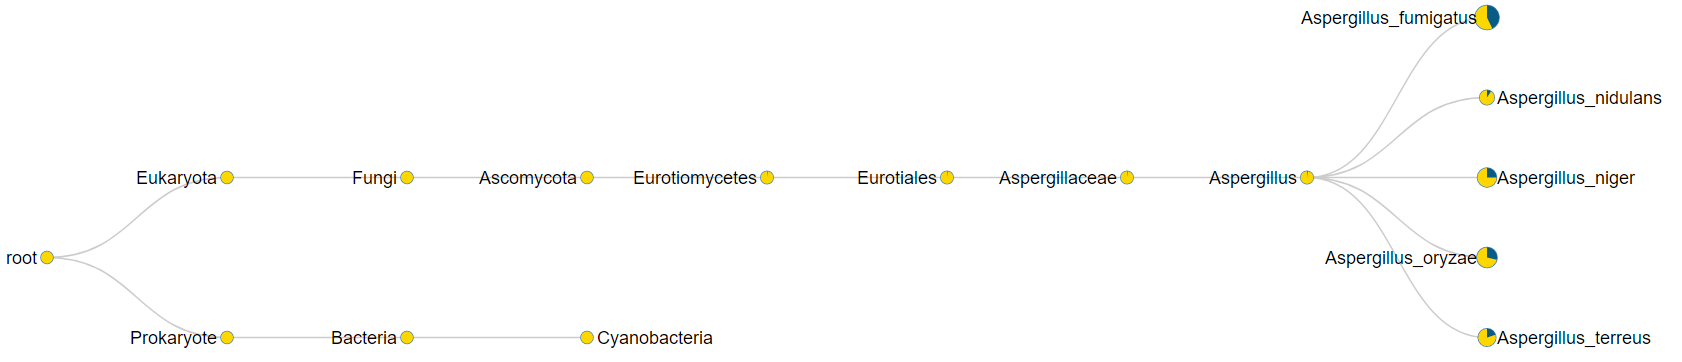 Aspergillus_fumigatus
Aspergillus_nidulans
Eukaryota Fungi Ascomycota Eurotiomycetes Eurotiales Aspergillaceae Aspergillus Aspergillus_niger
root Aspergillus_oryzae
Prokaryote Bacteria Cyanobacteria Aspergillus_terreus